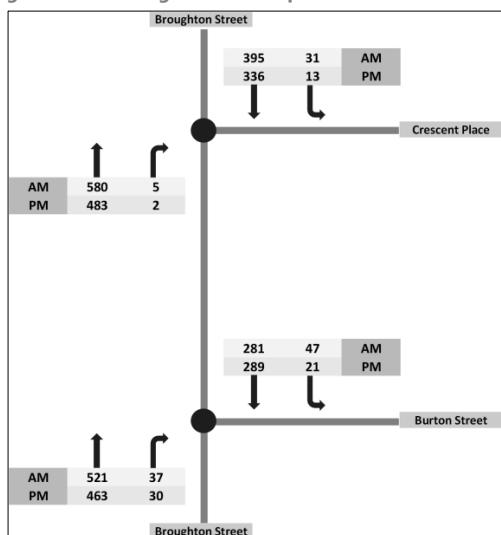 Broughton Street
395 31 AM
336 13 PM
Crescent Place
AM 580 5
PM 483 2
281 47 AM
289 21 PM
Burton Street
AM 521 37
PM 463 30
Broughton Street